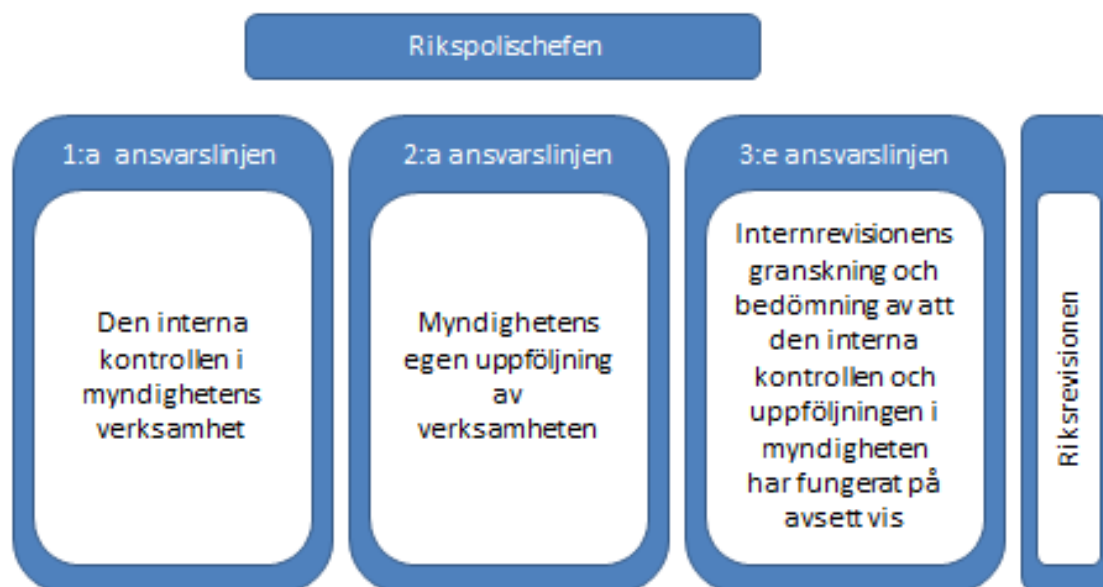 Rikspolischefen
1:a ansvarslinjen
Den interna
kontrollen i
myndighetens
verksamhet
2:a ansvarslinjen
Myndighetens
egen uppföljning
av
verksamheten
3:e ansvarslinjen
Internrevisionens
granskning och
bedömning av att
den interna
kontrollen och
uppföljningen i
myndigheten
har fungerat på
avsett vis
Riksrevisionen